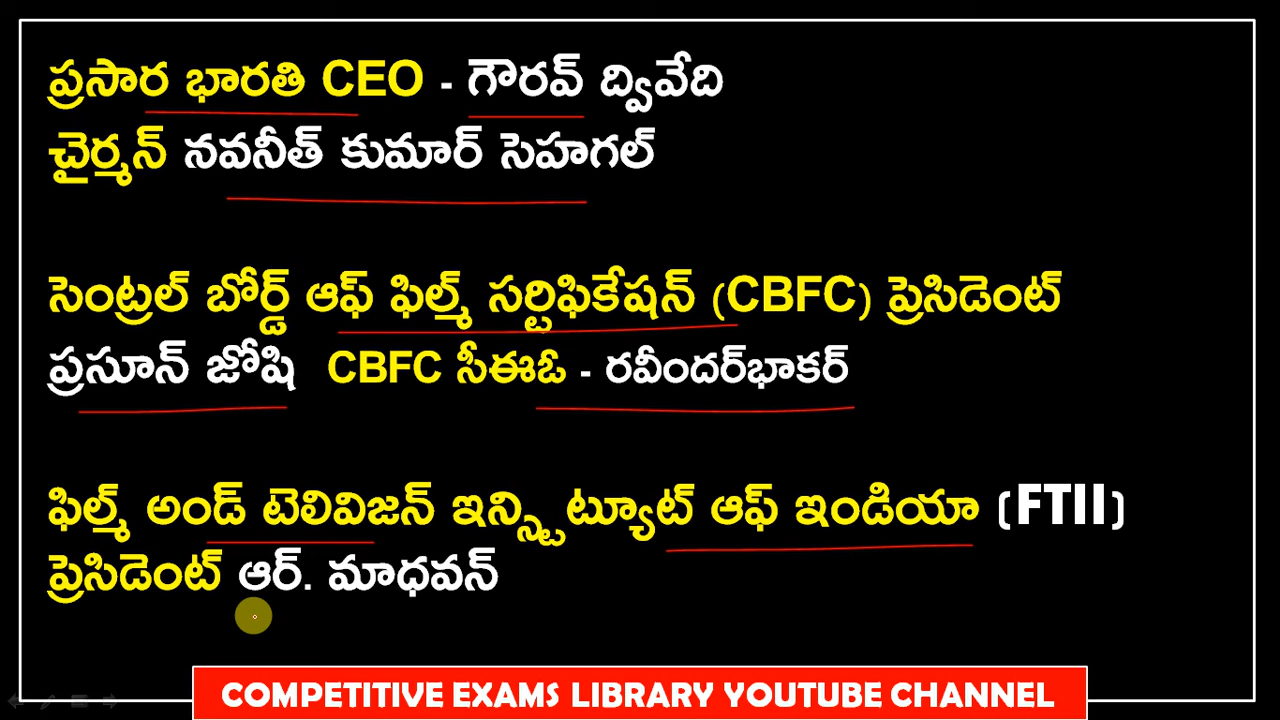 ప్రసార భారతి CEO - గౌరవ్ ద్వివేది
చైర్మన్ నవనీత్ కుమార్ సెహగల్
సెంట్రల్ బోర్డ్ ఆఫ్ ఫిల్మ్ సర్టిఫికేషన్ (CBFC) ప్రెసిడెంట్
ప్రసూన్ జోషి CBFC సీఈఓ - రవీందర్‌భాకర్
ఫిల్మ్ అండ్ టెలివిజన్ ఇన్స్టిట్యూట్ ఆఫ్ ఇండియా (FTII)
ప్రెసిడెంట్ ఆర్. మాధవన్
COMPETITIVE EXAMS LIBRARY YOUTUBE CHANNEL